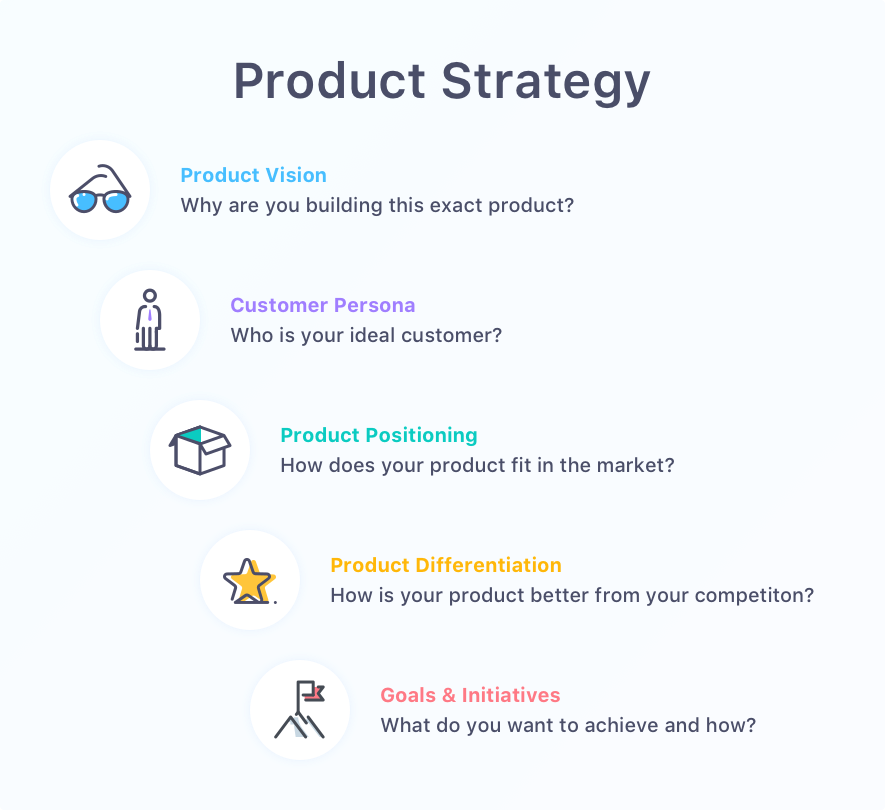 Product Strategy
Product Vision
Why are you building this exact product?
Customer Persona
Who is your ideal customer?
Product Positioning
How does your product fit in the market?
Product Differentiation
How is your product better from your competiton?
Goals & Initiatives
What do you want to achieve and how?